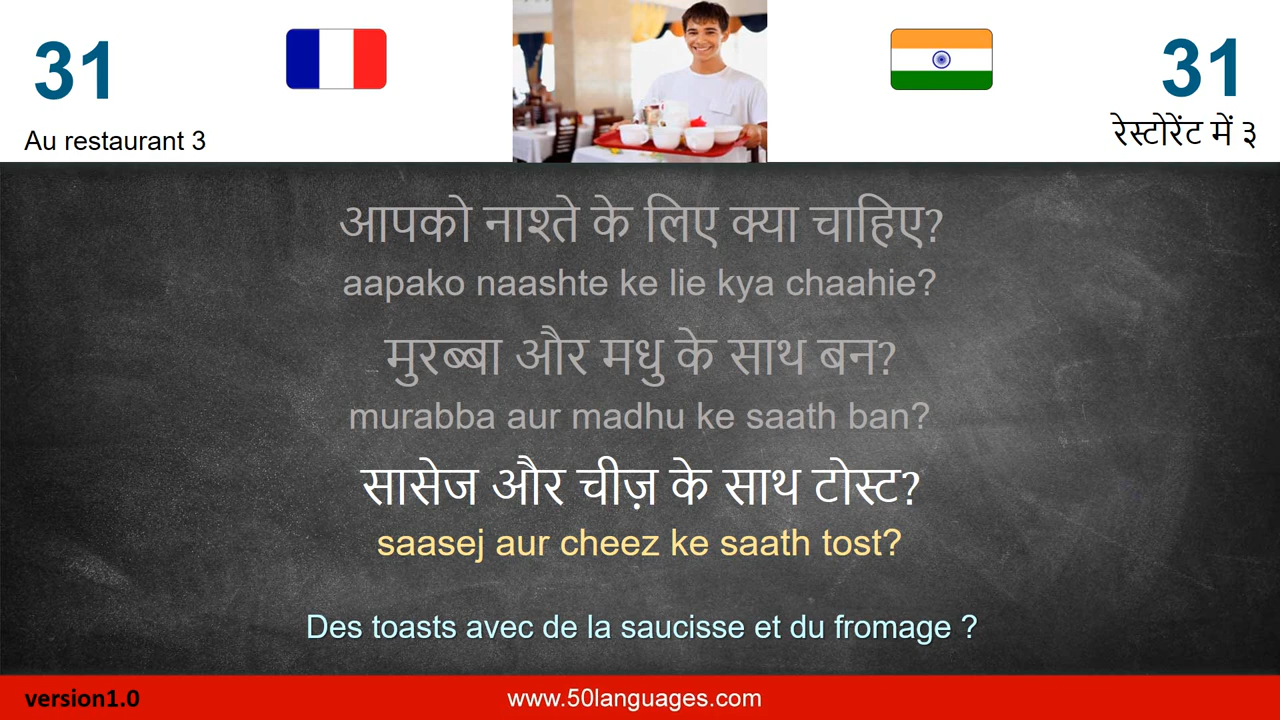 31
31
Au restaurant 3
रेस्टोरेंट में ३
आपको नाश्ते के लिए क्या चाहिए?
aapako naashte ke lie kya chaahie?
मुरब्बा और मधु के साथ बन?
murabba aur madhu ke saath ban?
सासेज और चीज़ के साथ टोस्ट?
saasej aur cheez ke saath tost?
Des toasts avec de la saucisse et du fromage ?
version1.0
www.50languages.com